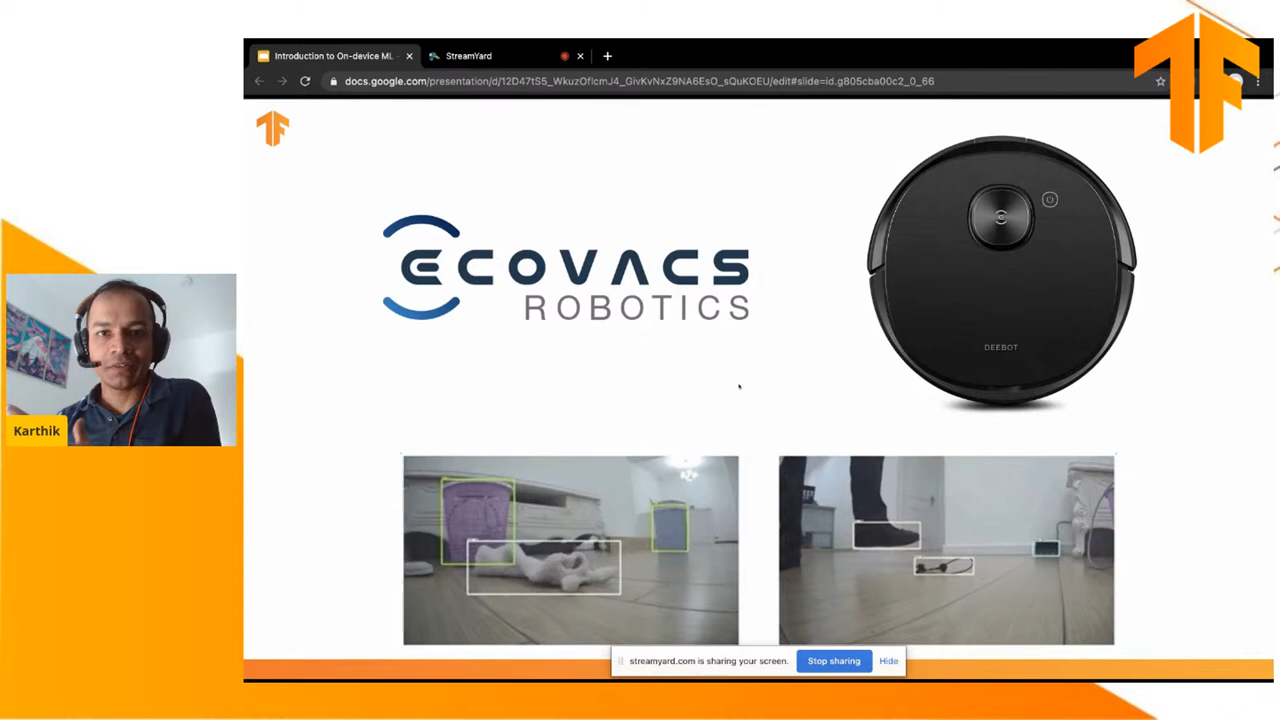 Introduction to On-device ML -
StreamYard
docs.google.com/presentation/d/12D47tS5_WkuzOflcmJ4_GivKvNxZ9NA6EsO_sQuKOEU/edit#slide=id.g805cba00c2_0_66
ECOVACS
ROBOTICS
DEEBOT
Karthik
streamyard.com is sharing your screen.
Stop sharing
Hide